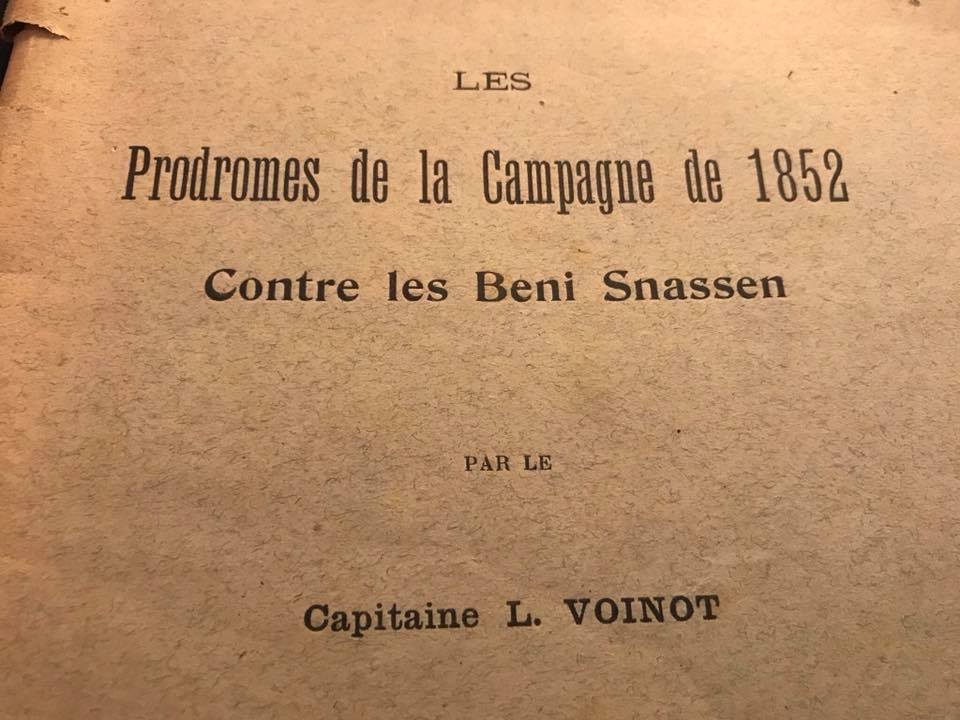 LES
Prodromes de la Campagne de 1852
Contre les Beni Snassen
PAR LE
Capitaine L. VOINOT